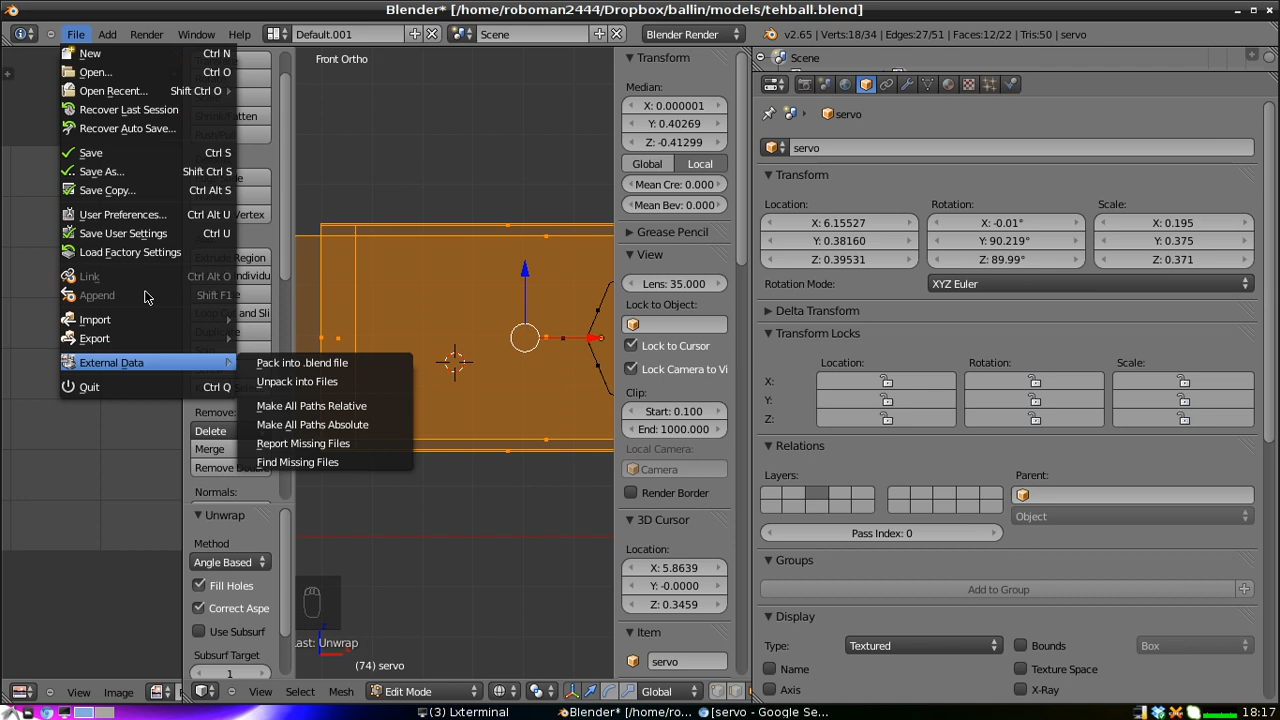 Blender* [/home/roboman2444/Dropbox/ballin/models/tehball.blend]
File Add Render Window Help
Default.001
Scene
Blender Render
v2.65 | Verts:18/34 | Edges:27/51 | Faces:12/22 | Tris:50 | servo
New Ctrl N
Open...
Ctrl O
Open Recent... Shift Ctrl O
Recover Last Session
Recover Auto Save...
Save Ctrl S
Save As... Shift Ctrl S
Save Copy... Ctrl Alt S
User Preferences... Ctrl Alt U
Save User Settings Ctrl U
Load Factory Settings
Link Ctrl Alt O
Append Shift F1
Import
Export
External Data
Quit Ctrl Q
Pack into .blend file
Unpack into Files
Make All Paths Relative
Make All Paths Absolute
Report Missing Files
Find Missing Files
Remove:
Delete
Merge
Normals:
Unwrap
Method
Angle Based
Fill Holes
Correct Aspe
Use Subsurf
Subsurf Target
1
Front Ortho
ast: Unwrap
(74) servo
Transform
Median:
X: 0.000001
Y: 0.40269
Z: -0.41299
Global Local
Mean Cre: 0.000
Mean Bev: 0.000
Grease Pencil
View
Lens: 35.000
Lock to Object:
Lock to Cursor
Lock Camera to Vi
Clip:
Start: 0.100
End: 1000.000
Local Camera:
Camera
Render Border
3D Cursor
Location:
X: 5.8639
Y: -0.0000
Z: 0.3459
Item
servo
Scene
servo
servo
Transform
Location: Rotation: Scale:
X: 6.15527 X: -0.01° X: 0.195
Y: 0.38160 Y: 90.219° Y: 0.375
Z: 0.39531 Z: 89.99° Z: 0.371
Rotation Mode: XYZ Euler
Delta Transform
Transform Locks
Location: Rotation: Scale:
X:
Y:
Z:
Relations
Layers: Parent:
Object
Pass Index: 0
Groups
Add to Group
Display
Type: Textured Bounds Box
Name Texture Space
Axis X-Ray
View Image
View Select Mesh Edit Mode Global
(3) Lxterminal
Blender* [/home/ro...
[servo - Google Se...
18:17